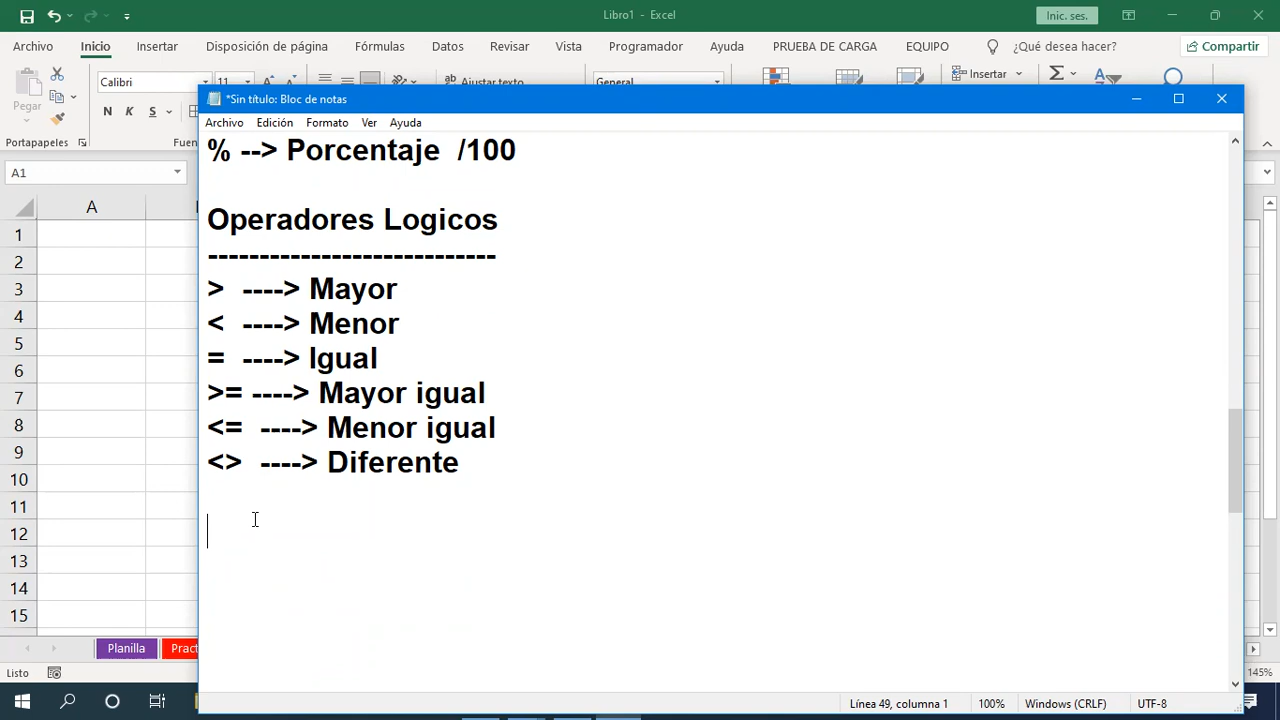 Libro1 - Excel
Inic. ses.
Archivo Inicio Insertar Disposición de página Fórmulas Datos Revisar Vista Programador Ayuda PRUEBA DE CARGA EQUIPO ¿Qué desea hacer? Compartir
Pegar
Calibri 11
N K S
Ajustar texto
General
Insertar
Portapapeles
A1
A
1
2
3
4
5
6
7
8
9
10
11
12
13
14
15
*Sin título: Bloc de notas
Archivo Edición Formato Ver Ayuda
% --> Porcentaje /100
Operadores Logicos
---------------------------
> ----> Mayor
< ----> Menor
= ----> Igual
>= ----> Mayor igual
<= ----> Menor igual
<> ----> Diferente
Línea 49, columna 1 100% Windows (CRLF) UTF-8
Planilla
Listo
145%